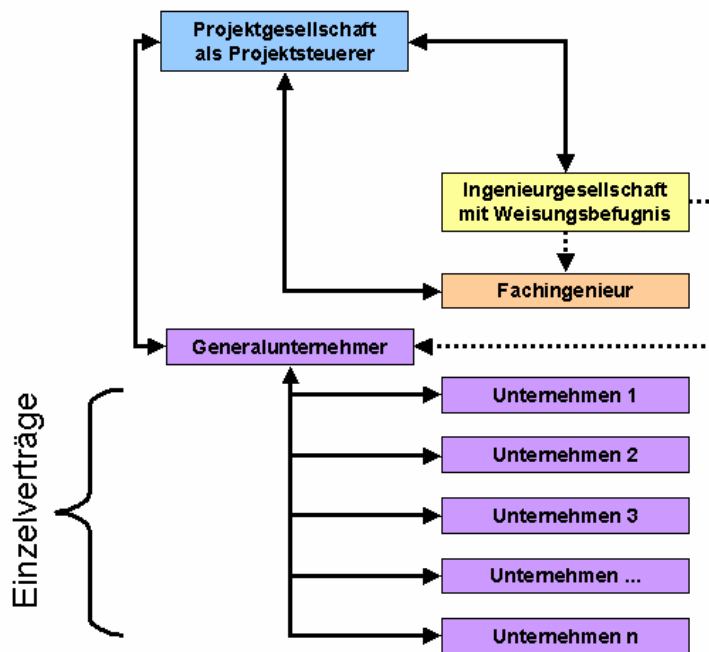 Projektgesellschaft
als Projektsteuerer
Ingenieurgesellschaft
mit Weisungsbefugnis
Fachingenieur
Generalunternehmer
Einzelverträge
Unternehmen 1
Unternehmen 2
Unternehmen 3
Unternehmen ...
Unternehmen n